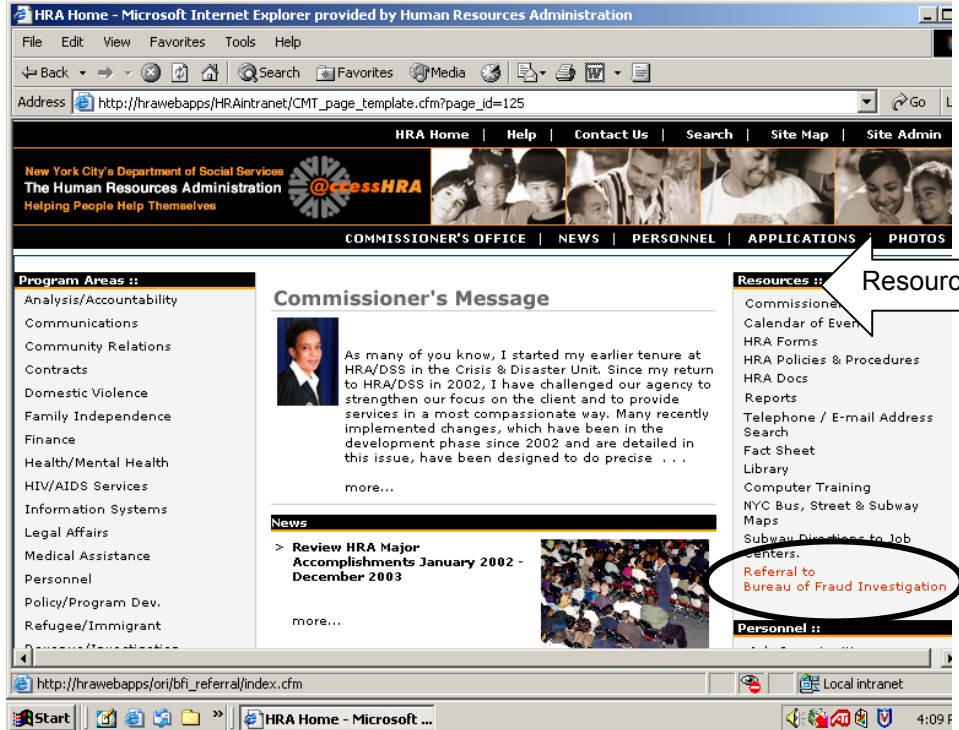 HRA Home - Microsoft Internet Explorer provided by Human Resources Administration
File Edit View Favorites Tools Help
Back Search Favorites Media
Address http://hrawebapps/HRAintranet/CMT_page_template.cfm?page_id=125 Go
HRA Home | Help | Contact Us | Search | Site Map | Site Admin
New York City's Department of Social Services
The Human Resources Administration
Helping People Help Themselves
@ccessHRA
COMMISSIONER'S OFFICE | NEWS | PERSONNEL | APPLICATIONS | PHOTOS
Program Areas ::
Analysis/Accountability
Communications
Community Relations
Contracts
Domestic Violence
Family Independence
Finance
Health/Mental Health
HIV/AIDS Services
Information Systems
Legal Affairs
Medical Assistance
Personnel
Policy/Program Dev.
Refugee/Immigrant
Commissioner's Message
As many of you know, I started my earlier tenure at
HRA/DSS in the Crisis & Disaster Unit. Since my return
to HRA/DSS in 2002, I have challenged our agency to
strengthen our focus on the client and to provide
services in a most compassionate way. Many recently
implemented changes, which have been in the
development phase since 2002 and are detailed in
this issue, have been designed to do precise . . .
more...
News
> Review HRA Major
Accomplishments January 2002 -
December 2003
more...
Resources ::
Resourc
Commissione
Calendar of Even
HRA Forms
HRA Policies & Procedures
HRA Docs
Reports
Telephone / E-mail Address
Search
Fact Sheet
Library
Computer Training
NYC Bus, Street & Subway
Maps
Subway Directions to Job
Centers.
Referral to
Bureau of Fraud Investigation
Personnel ::
http://hrawebapps/ori/bfi_referral/index.cfm Local intranet
Start HRA Home - Microsoft ... 4:09 P